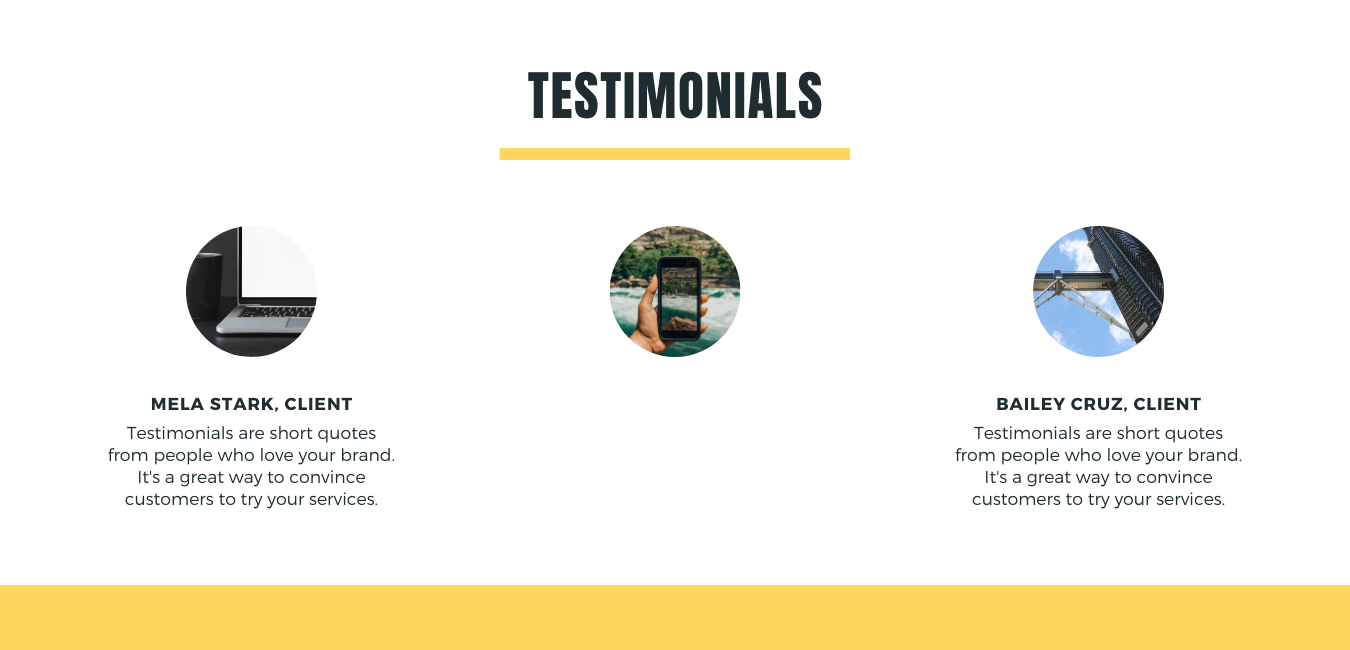 TESTIMONIALS
MELA STARK, CLIENT
Testimonials are short quotes
from people who love your brand.
It's a great way to convince
customers to try your services.
BAILEY CRUZ, CLIENT
Testimonials are short quotes
from people who love your brand.
It's a great way to convince
customers to try your services.